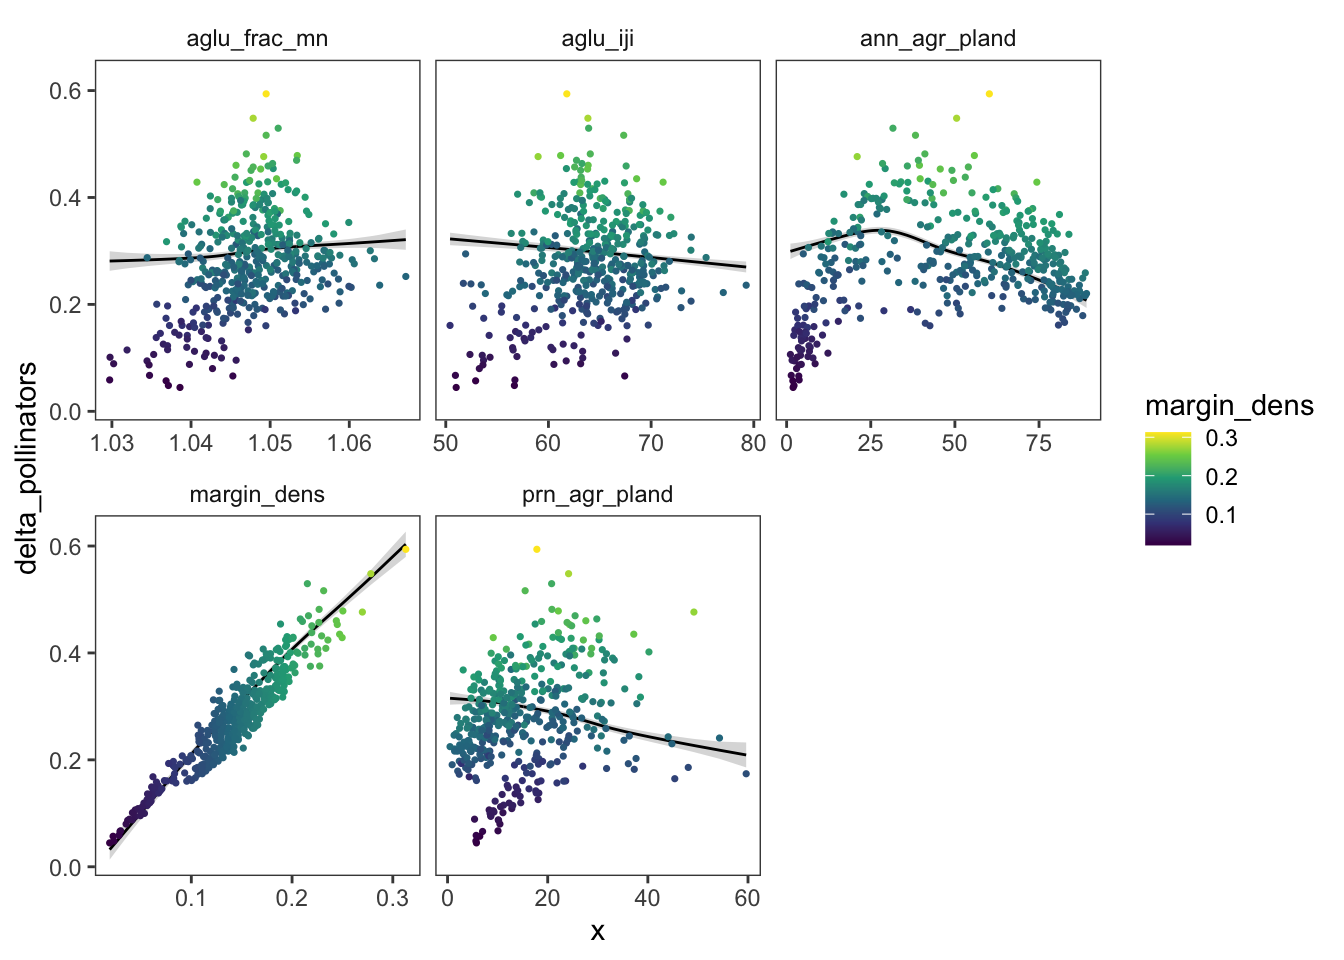 aglu_frac_mn aglu_iji ann_agr_pland
0.6
0.4
0.2
0.0
1.03 1.04 1.05 1.06 50 60 70 80 0 25 50 75
margin_dens prn_agr_pland
0.6
0.4
0.2
0.0
0.1 0.2 0.3 0 20 40 60
x
delta_pollinators
margin_dens
0.3
0.2
0.1